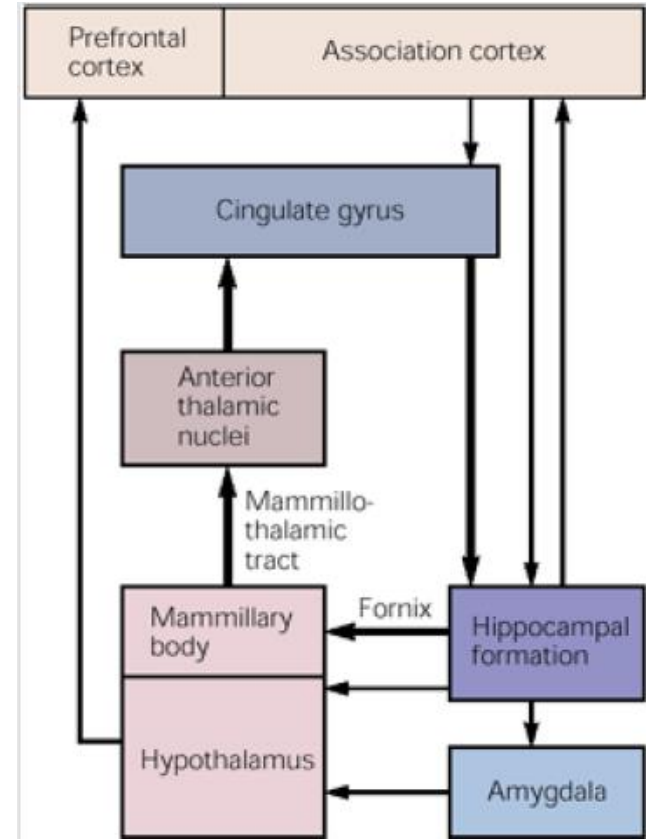 Prefrontal
cortex
Association cortex
Cingulate gyrus
Anterior
thalamic
nuclei
Mammillo-
thalamic
tract
Mammillary
body
Fornix
Hippocampal
formation
Hypothalamus
Amygdala